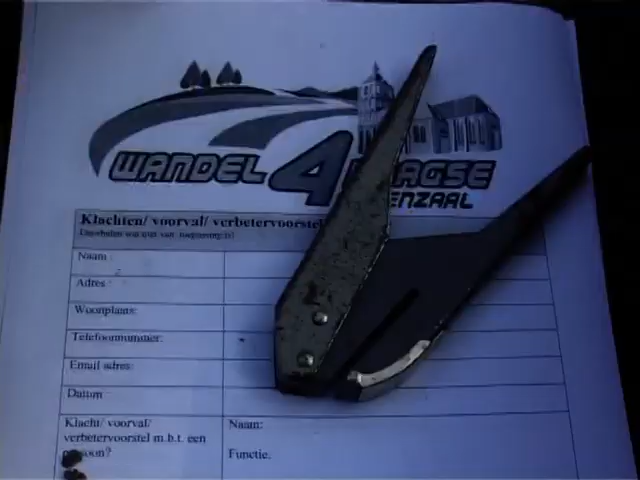 WANDEL 4 AGSE
ENZAAL
Klachten/ voorval/ verbetervoorstel
Naam
Adres
Woonplaats:
Telefoonnummer:
Email adres:
Datum
Klacht/ voorval/
verbetervoorstel m.b.t. een
soon?
Naam:
Functie.